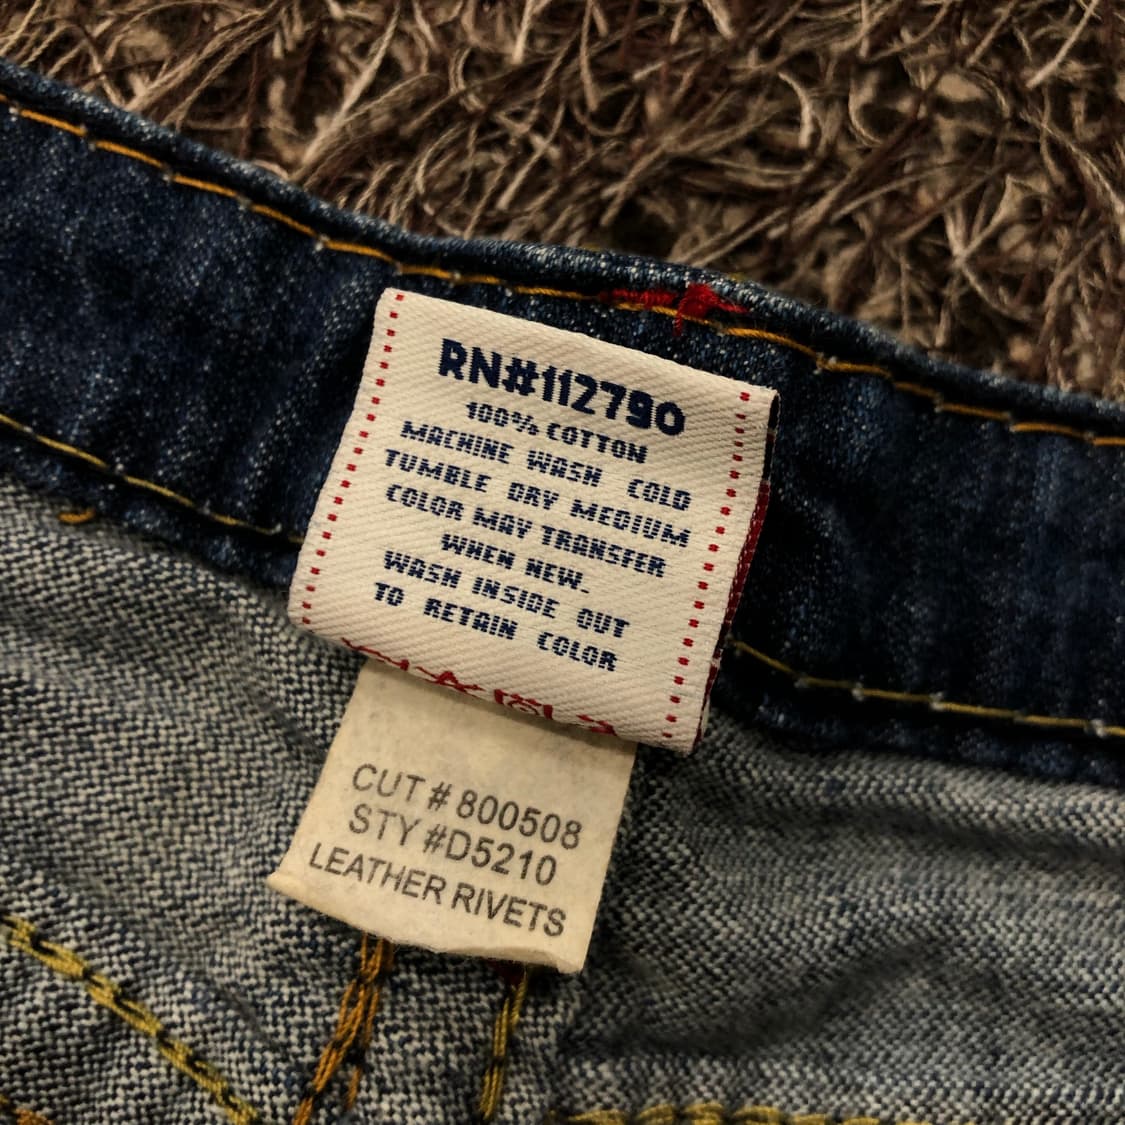 RN#112790
100% COTTON
MACHINE WASH COLD
TUMBLE DRY MEDIUM
COLOR MAY TRANSFER
WHEN NEW.
WASH INSIDE OUT
TO RETAIN COLOR
CUT # 800508
STY #D5210
LEATHER RIVETS